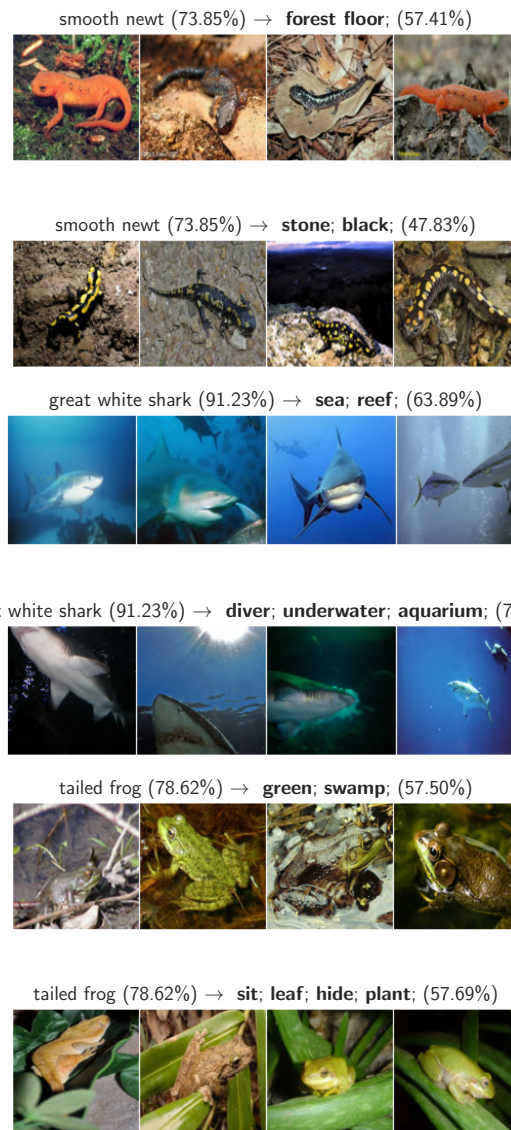 smooth newt (73.85%) → forest floor; (57.41%)
smooth newt (73.85%) → stone; black; (47.83%)
great white shark (91.23%) → sea; reef; (63.89%)
white shark (91.23%) → diver; underwater; aquarium; (7
tailed frog (78.62%) → green; swamp; (57.50%)
tailed frog (78.62%) → sit; leaf; hide; plant; (57.69%)